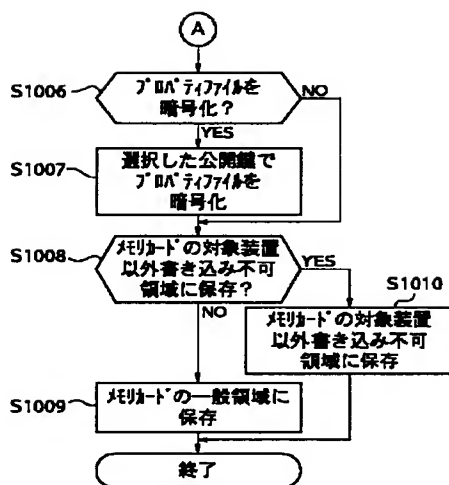 A
S1006
プロパティファイルを
暗号化？
NO
YES
S1007
選択した公開鍵で
プロパティファイルを
暗号化
S1008
メモリカードの対象装置
以外書き込み不可
領域に保存？
YES
NO
S1010
メモリカードの対象装置
以外書き込み不可
領域に保存
S1009
メモリカードの一般領域に
保存
終了